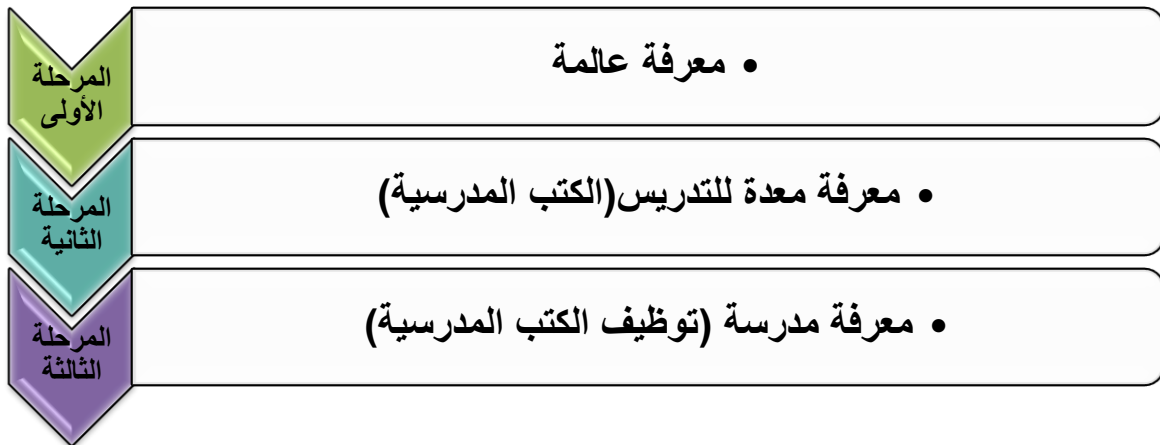 المرحلة
الأولى
• معرفة عالمة
المرحلة
الثانية
• معرفة معدة للتدريس(الكتب المدرسية)
المرحلة
الثالثة
• معرفة مدرسة (توظيف الكتب المدرسية)